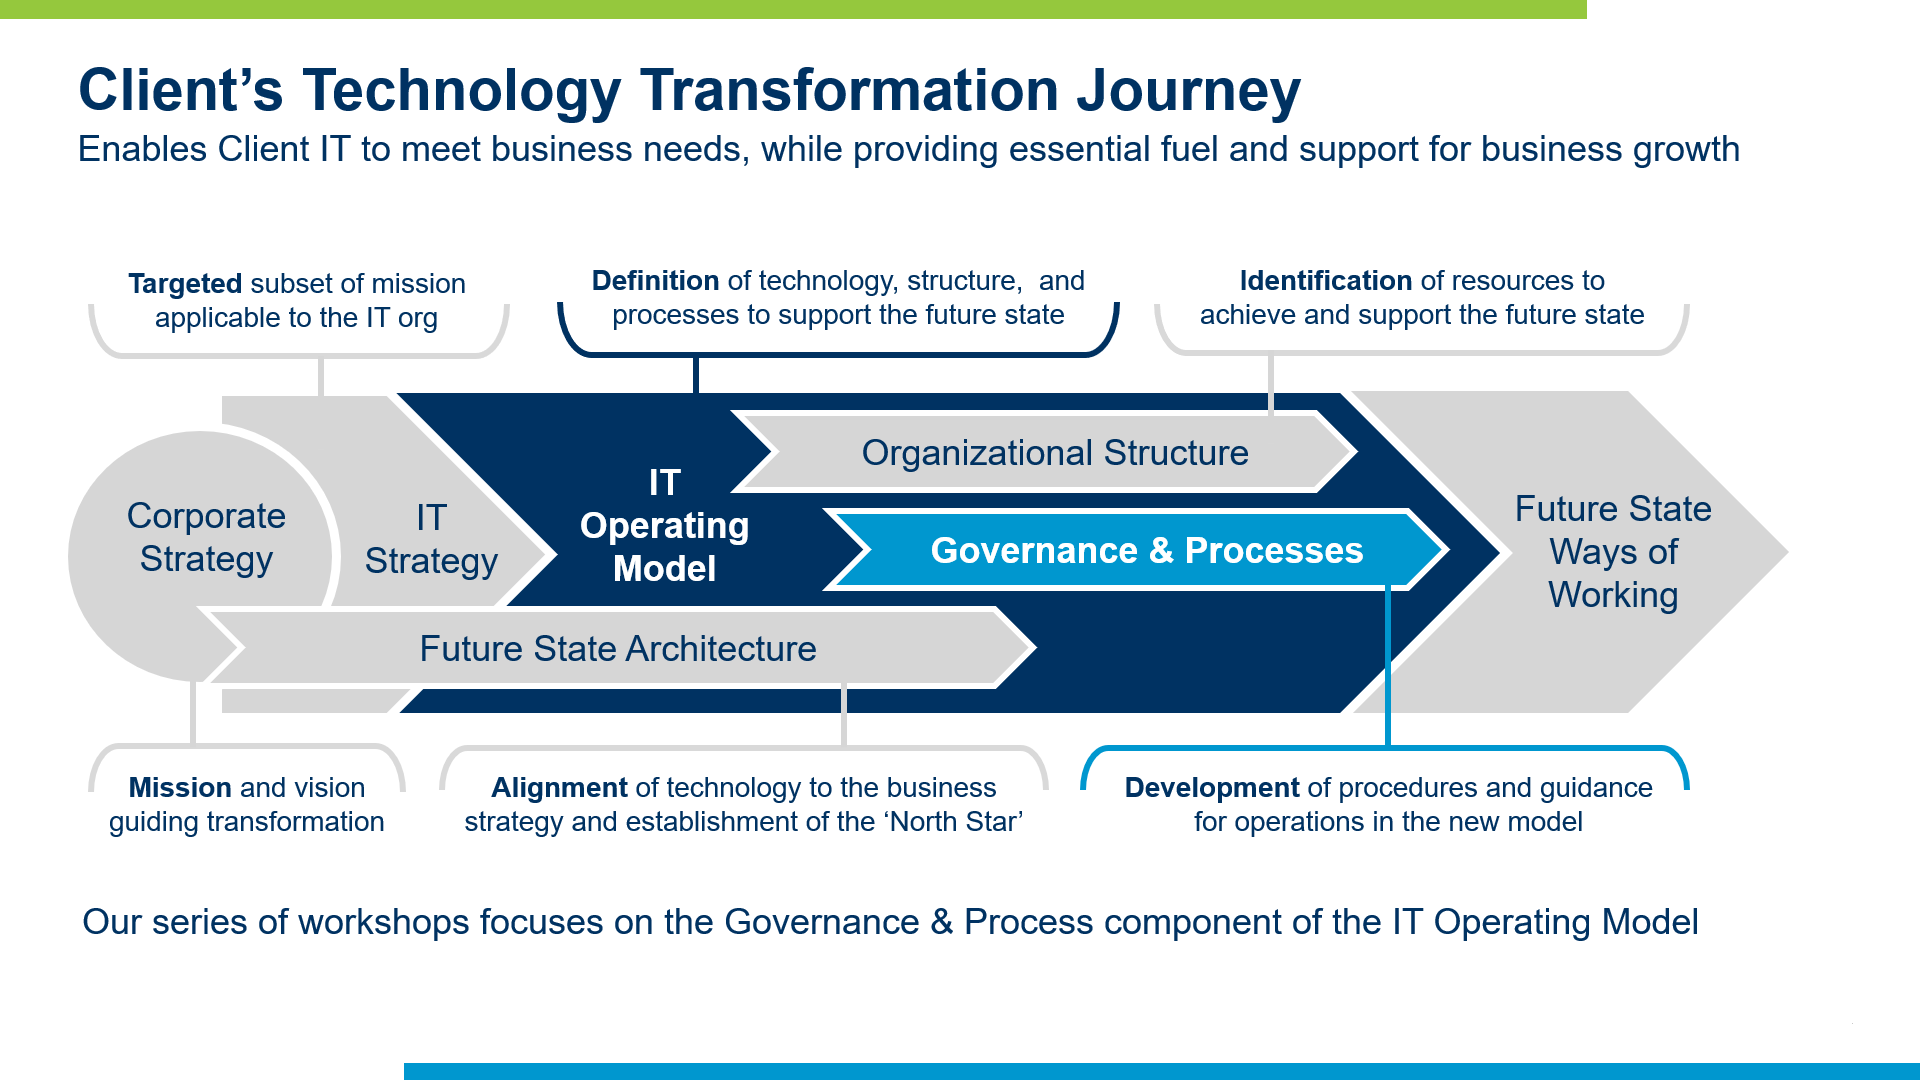 Client’s Technology Transformation Journey
Enables Client IT to meet business needs, while providing essential fuel and support for business growth
Targeted subset of mission
applicable to the IT org
Definition of technology, structure,  and
processes to support the future state
Identification of resources to
achieve and support the future state
Corporate
Strategy
IT
Strategy
IT
Operating
Model
Organizational Structure
Governance & Processes
Future State Architecture
Future State
Ways of
Working
Mission and vision
guiding transformation
Alignment of technology to the business
strategy and establishment of the ‘North Star’
Development of procedures and guidance
for operations in the new model
Our series of workshops focuses on the Governance & Process component of the IT Operating Model